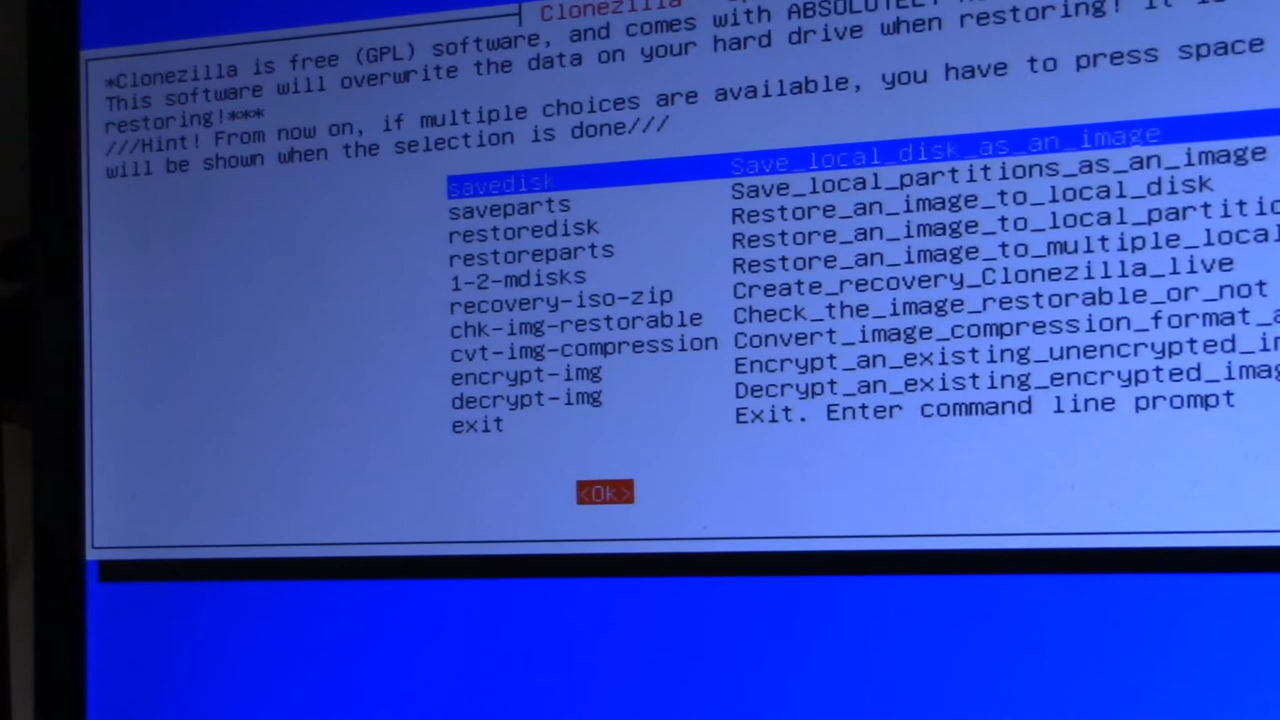 Clonezilla
*Clonezilla is free (GPL) software, and comes with ABSOLUTELY
This software will overwrite the data on your hard drive when restoring! It is
restoring!***
///Hint! From now on, if multiple choices are available, you have to press space
will be shown when the selection is done///
savedisk Save_local_disk_as_an_image
saveparts Save_local_partitions_as_an_image
restoredisk Restore_an_image_to_local_disk
restoreparts Restore_an_image_to_local_partitio
1-2-mdisks Restore_an_image_to_multiple_local
recovery-iso-zip Create_recovery_Clonezilla_live
chk-img-restorable Check_the_image_restorable_or_not
cvt-img-compression Convert_image_compression_format_a
encrypt-img Encrypt_an_existing_unencrypted_im
decrypt-img Decrypt_an_existing_encrypted_imag
exit Exit. Enter command line prompt
<Ok>